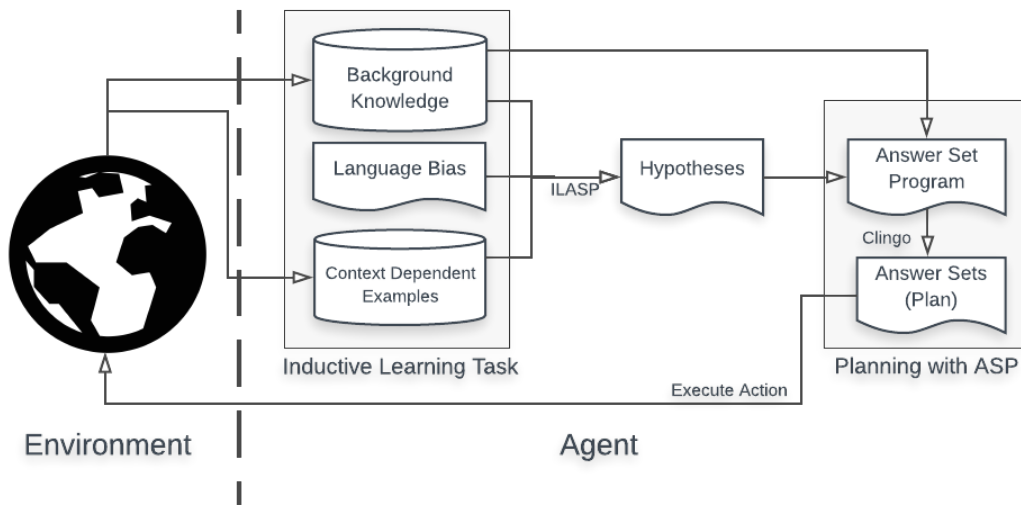 Background
Knowledge
Language Bias
Context Dependent
Examples
Inductive Learning Task
ILASP
Hypotheses
Answer Set
Program
Clingo
Answer Sets
(Plan)
Planning with ASP
Execute Action
Environment
Agent